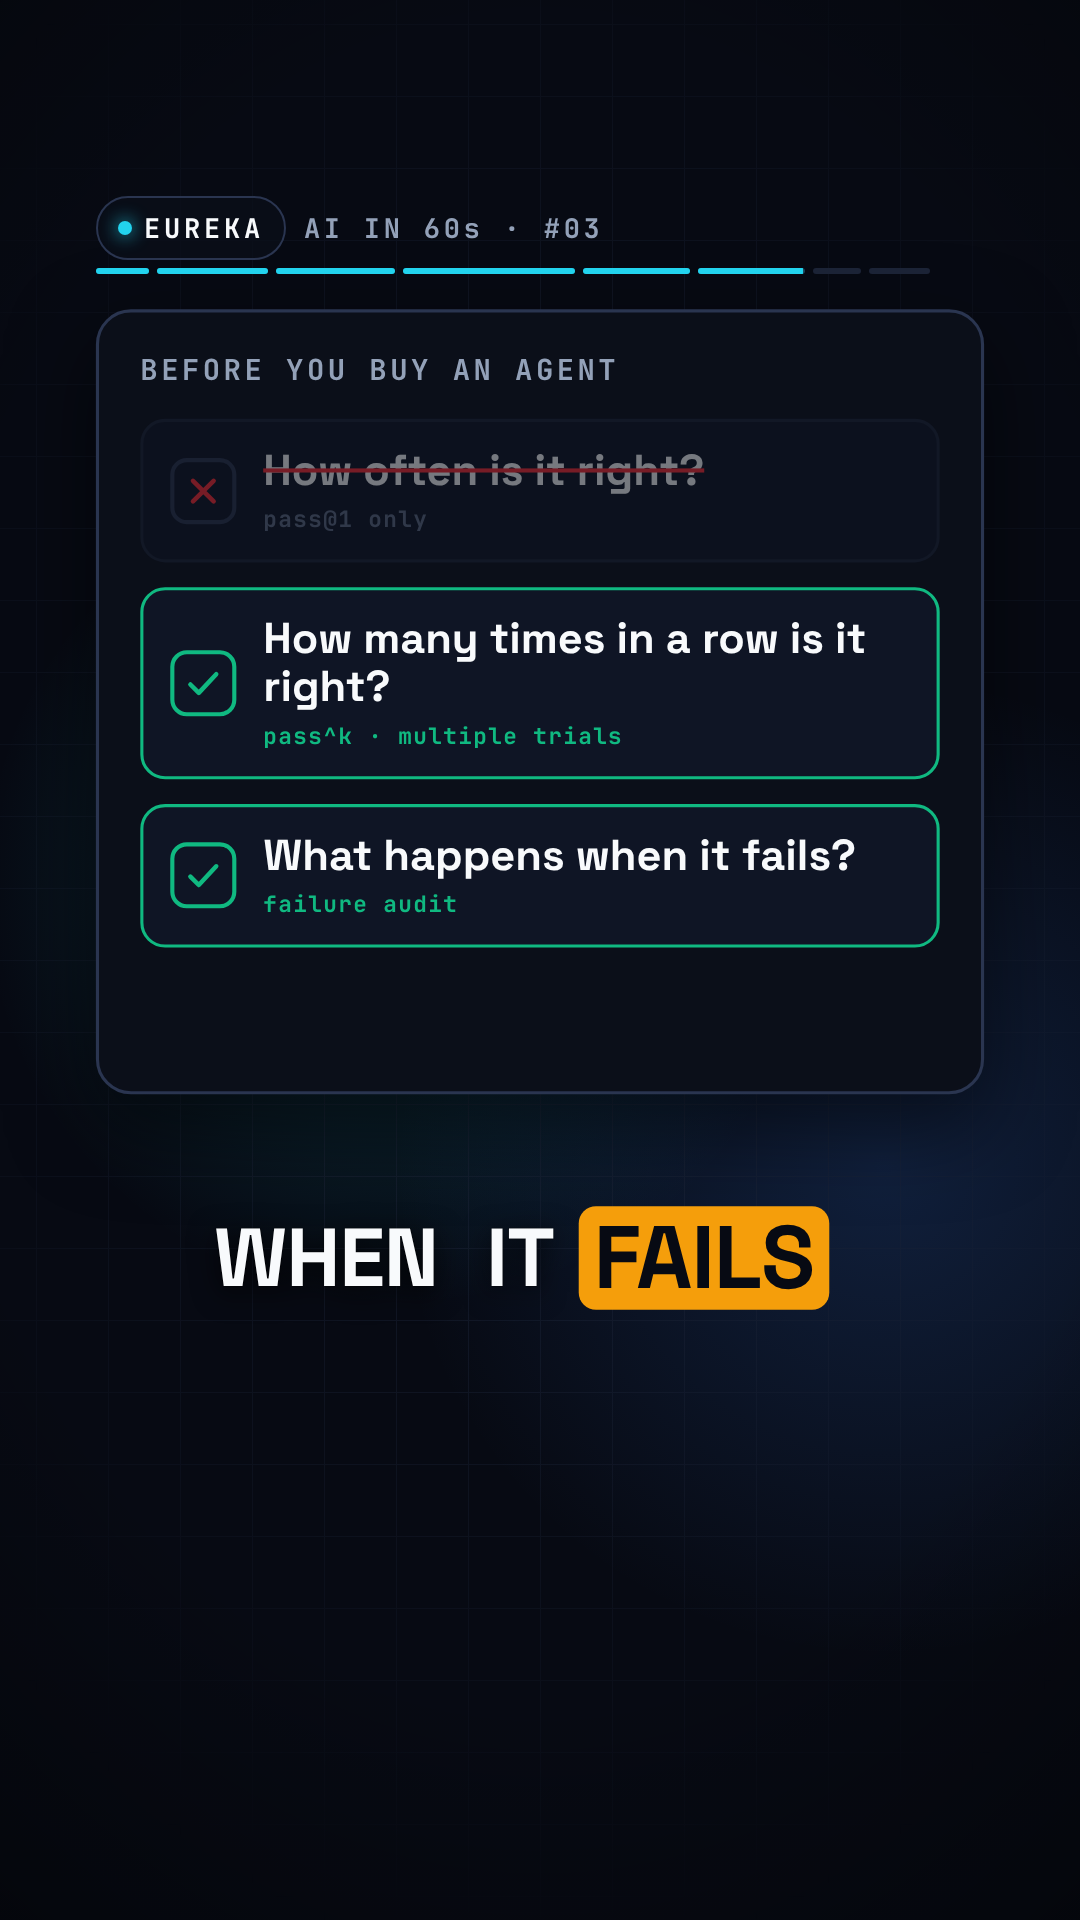 EUREKA AI IN 60s · #03
BEFORE YOU BUY AN AGENT
How often is it right?
pass@1 only
How many times in a row is it
right?
pass^k · multiple trials
What happens when it fails?
failure audit
WHEN IT FAILS